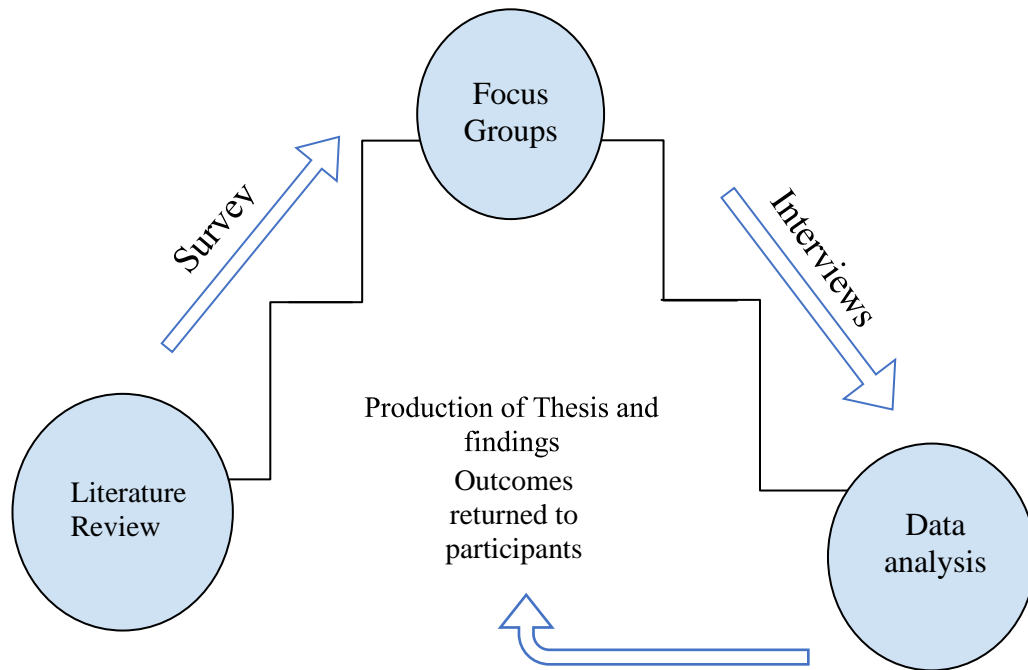 Focus
Groups
Survey
Interviews
Literature
Review
Production of Thesis and
findings
Outcomes
returned to
participants
Data
analysis